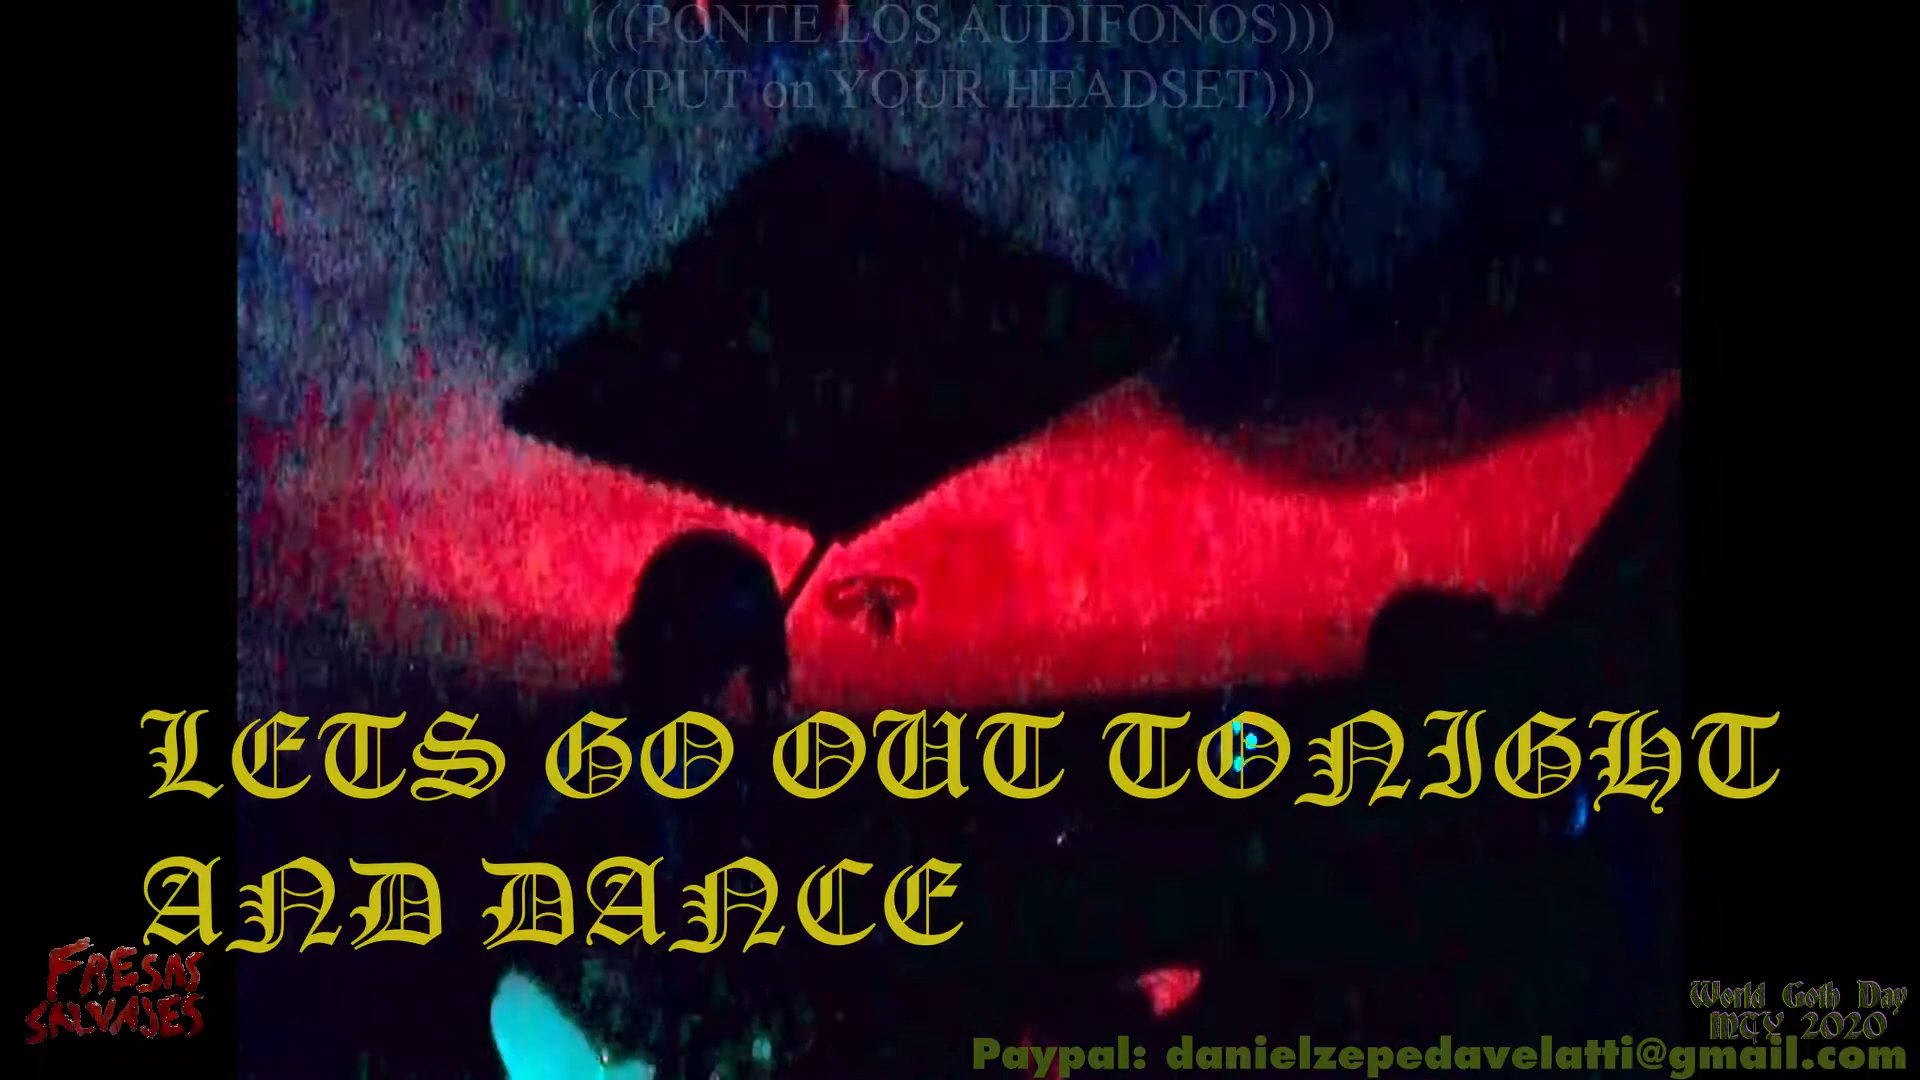 (((PONTE LOS AUDIFONOS)))
(((PUT on YOUR HEADSET)))
LETS GO OUT TONIGHT
AND DANCE
FRESAS
SALVAJES
World Goth Day
MTY 2020
Paypal: danielzepedavelatti@gmail.com